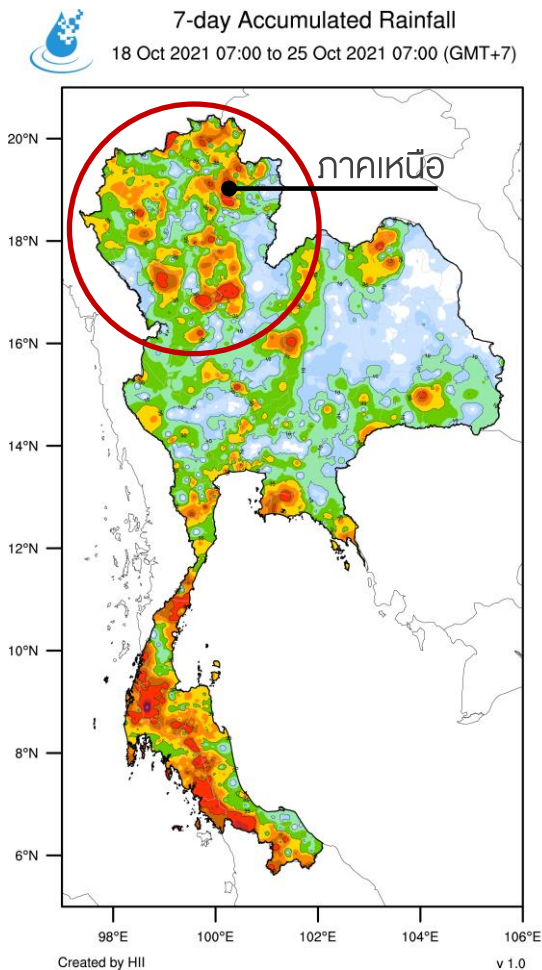 7-day Accumulated Rainfall
18 Oct 2021 07:00 to 25 Oct 2021 07:00 (GMT+7)
20°N
ภาคเหนือ
18°N
16°N
14°N
12°N
10°N
8°N
6°N
98°E 100°E 102°E 104°E 106°E
Created by HII v 1.0